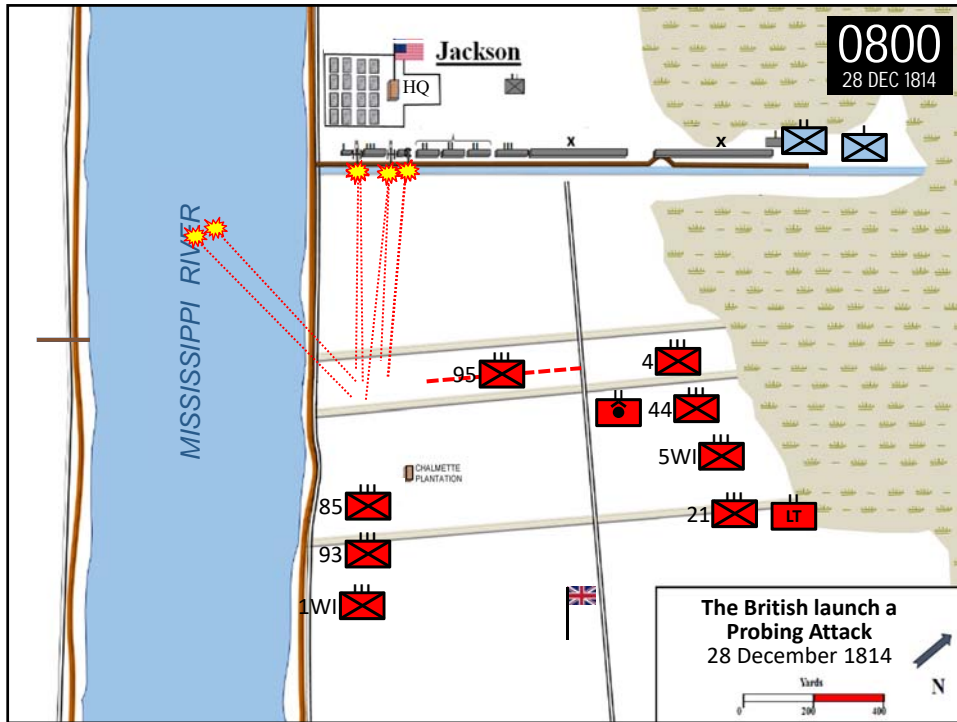 0800
28 DEC 1814
Jackson
HQ
x
x
MISSISSIPPI RIVER
95
4
44
5WI
CHALMETTE
PLANTATION
85
21
LT
93
1WI
The British launch a
Probing Attack
28 December 1814
N
Yards
0 200 400